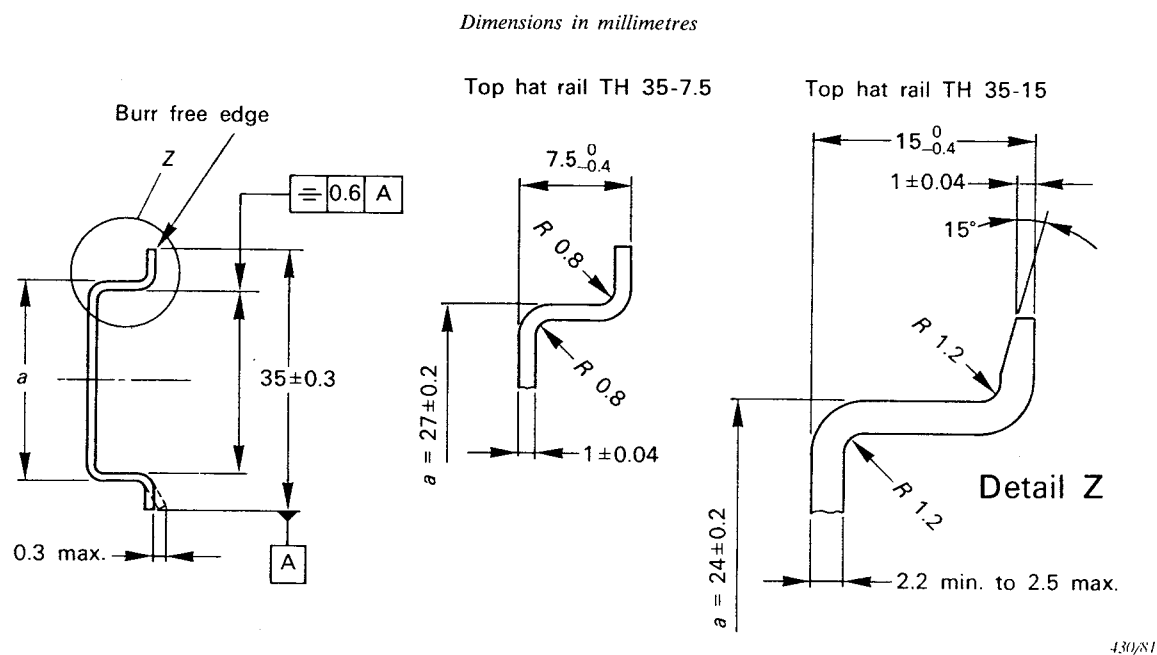 Dimensions in millimetres
Top hat rail TH 35-7.5
Top hat rail TH 35-15
Burr free edge
Z
⌯ 0.6 A
a
35±0.3
0.3 max.
A
7.5 0 −0.4
R 0.8
R 0.8
a = 27±0.2
1±0.04
15 0 −0.4
1±0.04
15°
R 1.2
R 1.2
Detail Z
a = 24±0.2
2.2 min. to 2.5 max.
430/81